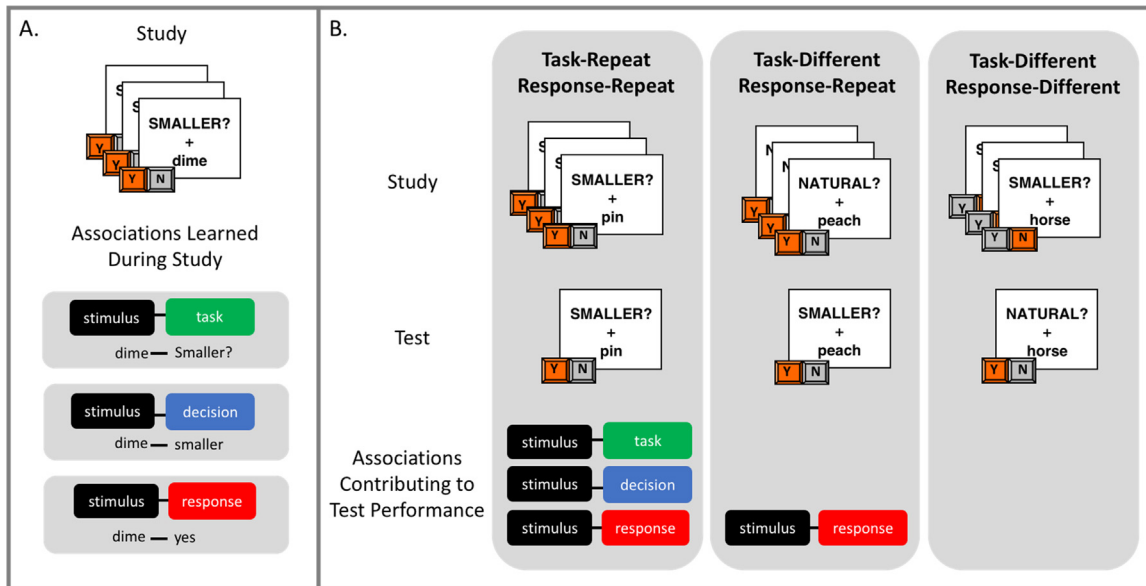 A.
Study
S
S
SMALLER?
+
dime
Y
Y
Y N
Associations Learned
During Study
stimulus task
dime — Smaller?
stimulus decision
dime — smaller
stimulus response
dime — yes
B.
Task-Repeat
Response-Repeat
Task-Different
Response-Repeat
Task-Different
Response-Different
Study
S
S
SMALLER?
+
pin
Y
Y
Y N
N
N
NATURAL?
+
peach
Y
Y
Y N
S
S
SMALLER?
+
horse
Y
Y
Y N
Test
SMALLER?
+
pin
Y N
SMALLER?
+
peach
Y N
NATURAL?
+
horse
Y N
Associations
Contributing to
Test Performance
stimulus task
stimulus decision
stimulus response
stimulus response